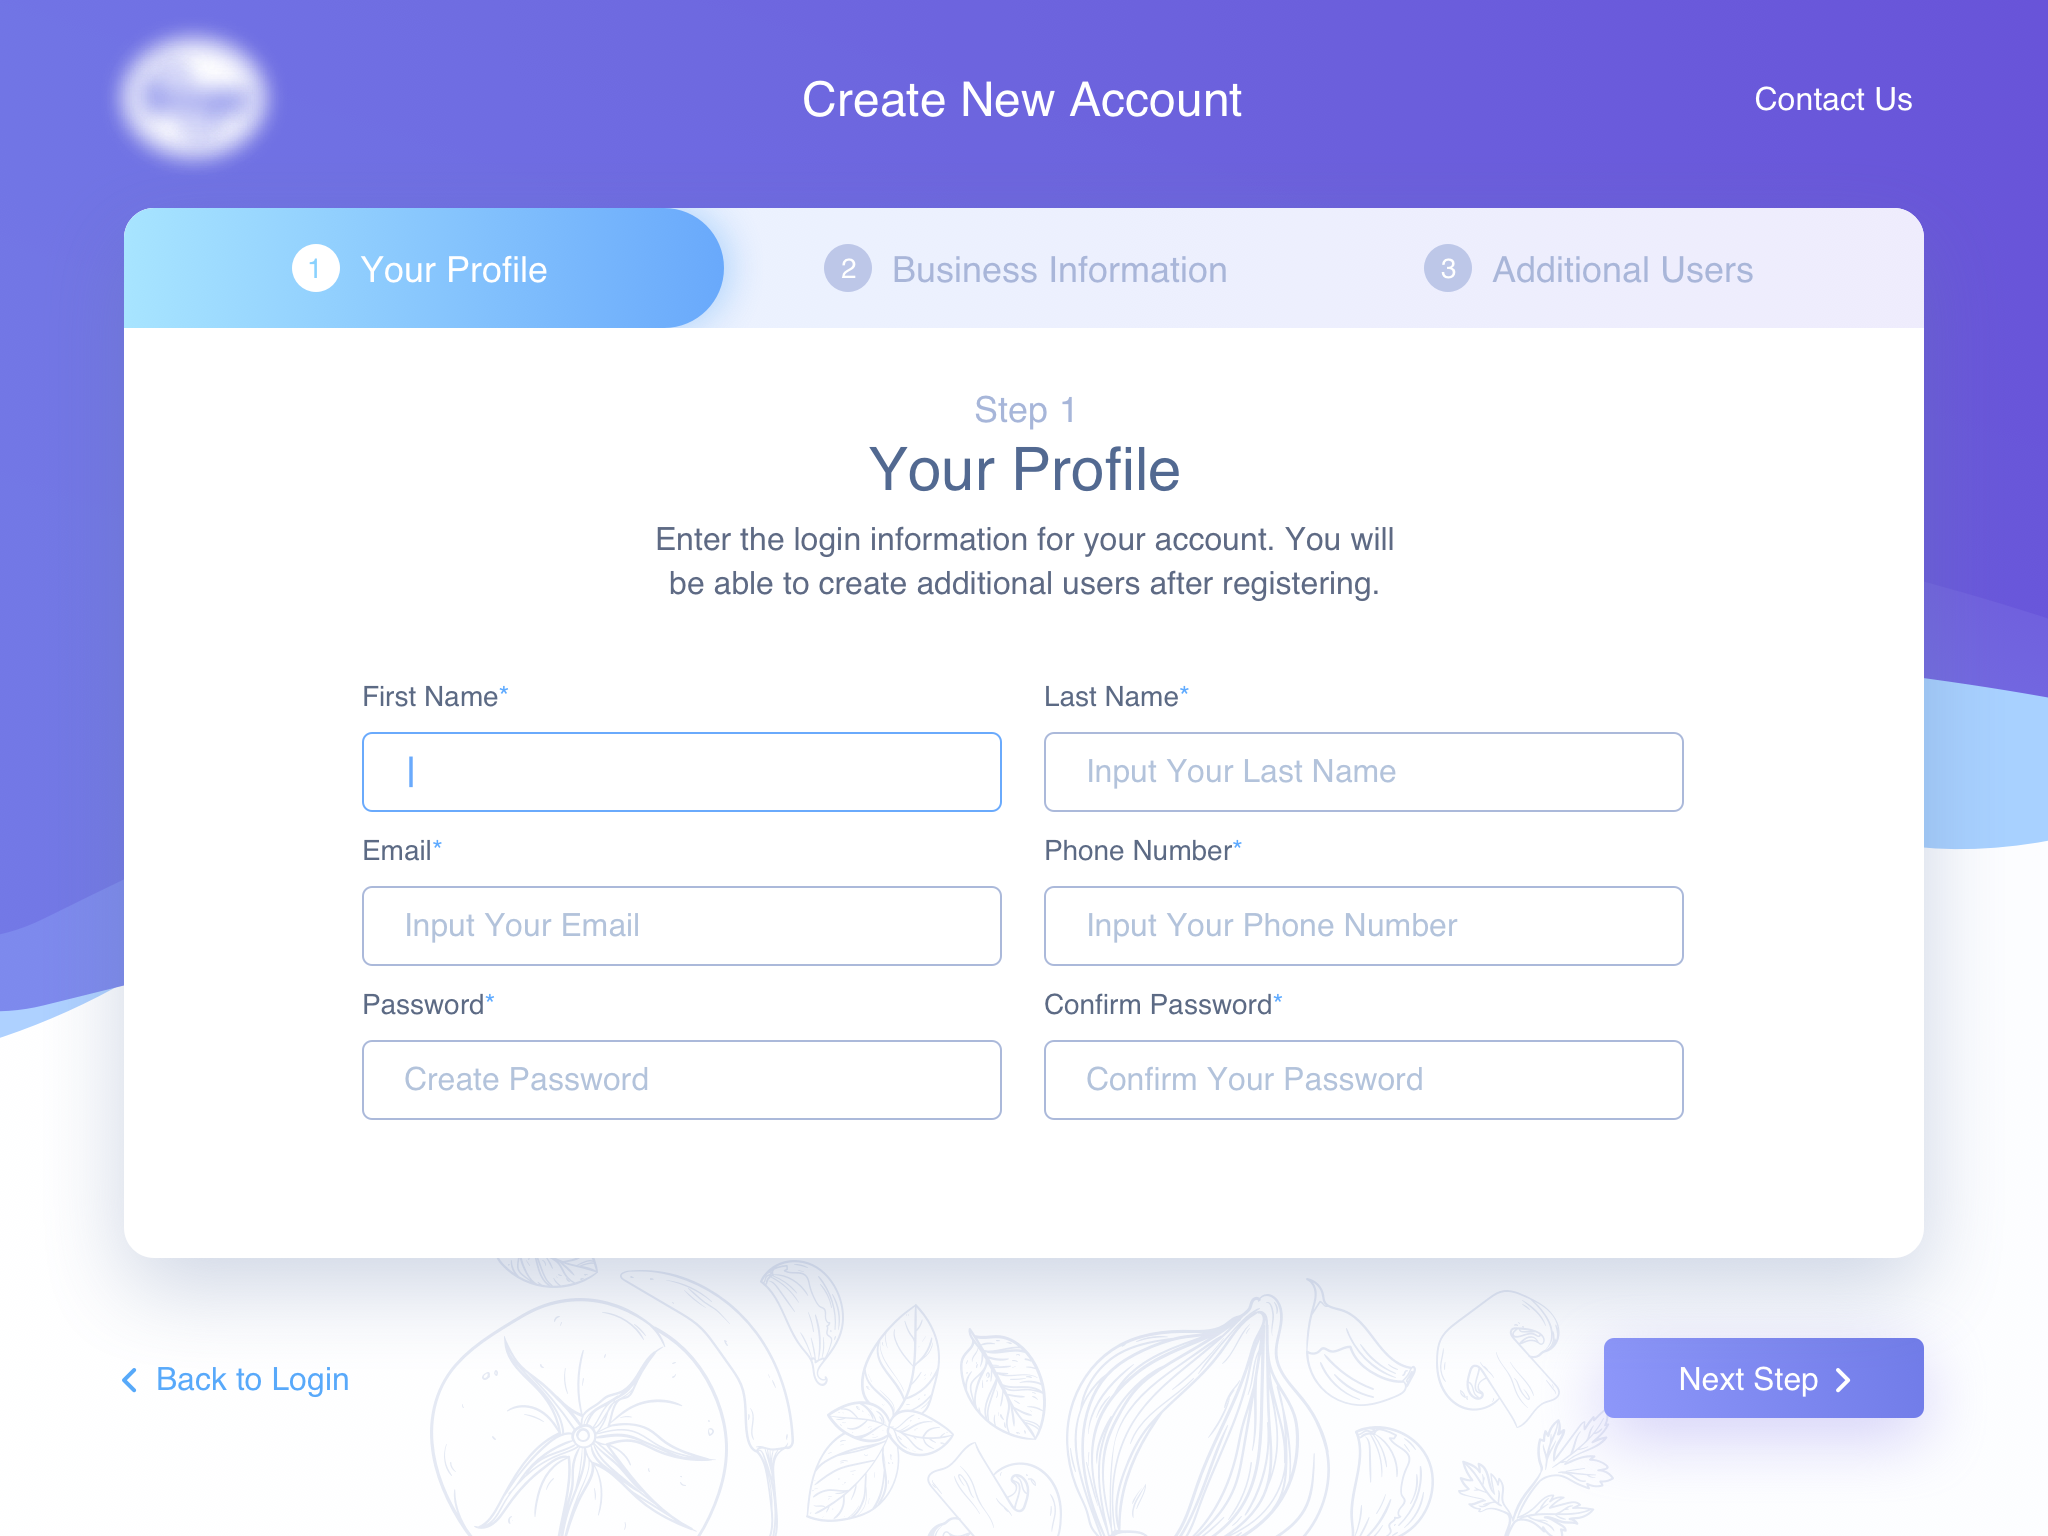 Create New Account
Contact Us
1 Your Profile
2 Business Information
3 Additional Users
Step 1
Your Profile
Enter the login information for your account. You will
be able to create additional users after registering.
First Name*
Last Name*
Input Your Last Name
Email*
Phone Number*
Input Your Email
Input Your Phone Number
Password*
Confirm Password*
Create Password
Confirm Your Password
Back to Login
Next Step